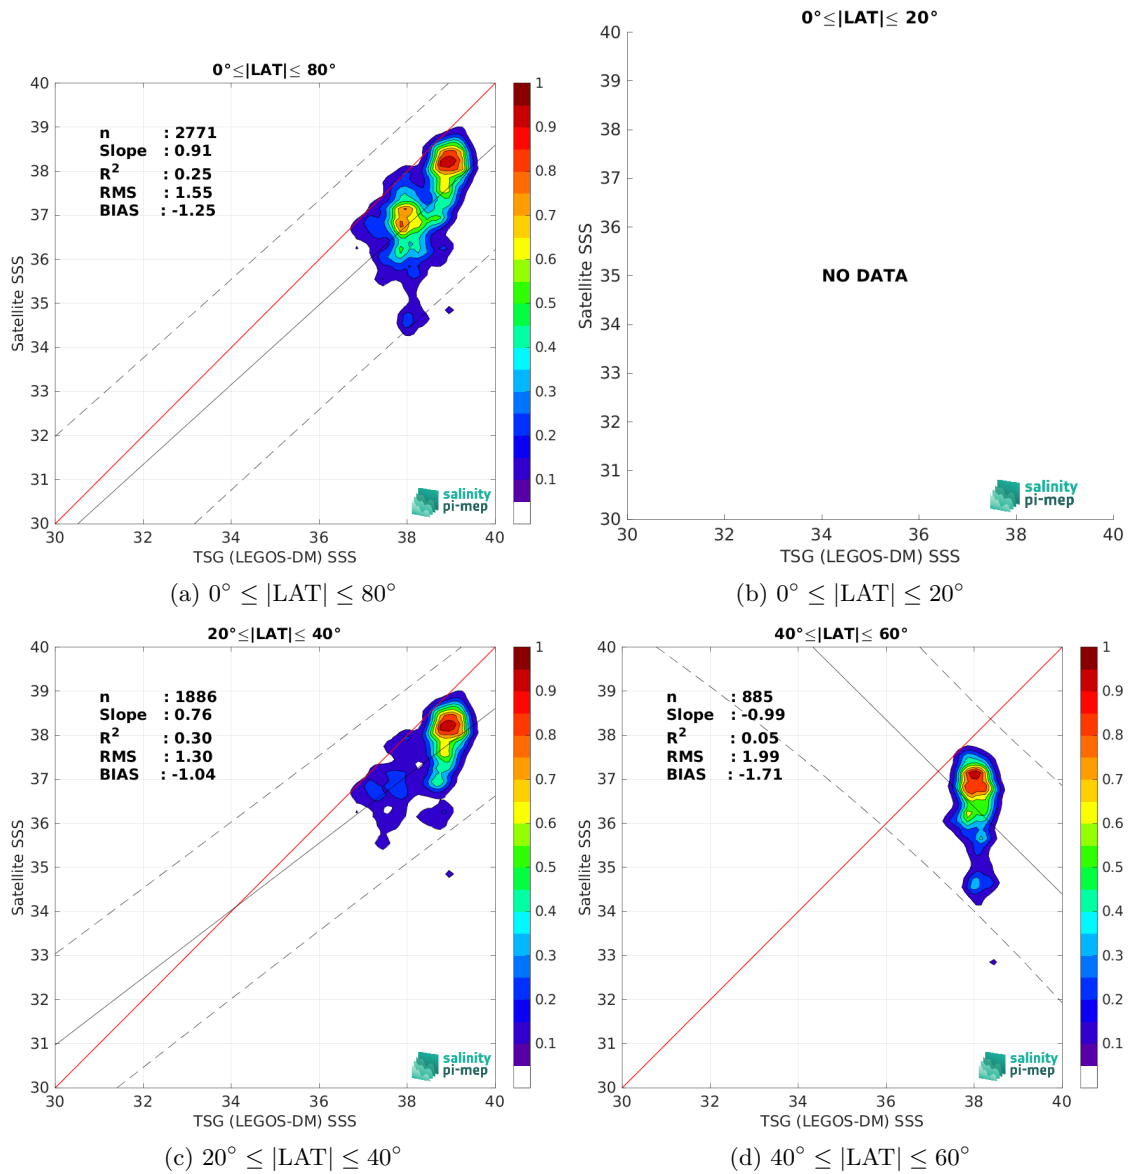 0°≤|LAT|≤ 80°
n : 2771
Slope : 0.91
R² : 0.25
RMS : 1.55
BIAS : -1.25
40
39
38
37
36
35
34
33
32
31
30
Satellite SSS
30 32 34 36 38 40
TSG (LEGOS-DM) SSS
1
0.9
0.8
0.7
0.6
0.5
0.4
0.3
0.2
0.1
salinity
pi-mep
(a) 0° ≤ |LAT| ≤ 80°
0°≤|LAT|≤ 20°
40
39
38
37
36
35
34
33
32
31
30
Satellite SSS
NO DATA
salinity
pi-mep
30 32 34 36 38 40
TSG (LEGOS-DM) SSS
(b) 0° ≤ |LAT| ≤ 20°
20°≤|LAT|≤ 40°
n : 1886
Slope : 0.76
R² : 0.30
RMS : 1.30
BIAS : -1.04
40
39
38
37
36
35
34
33
32
31
30
Satellite SSS
30 32 34 36 38 40
TSG (LEGOS-DM) SSS
1
0.9
0.8
0.7
0.6
0.5
0.4
0.3
0.2
0.1
salinity
pi-mep
(c) 20° ≤ |LAT| ≤ 40°
40°≤|LAT|≤ 60°
n : 885
Slope : -0.99
R² : 0.05
RMS : 1.99
BIAS : -1.71
40
39
38
37
36
35
34
33
32
31
30
Satellite SSS
30 32 34 36 38 40
TSG (LEGOS-DM) SSS
1
0.9
0.8
0.7
0.6
0.5
0.4
0.3
0.2
0.1
salinity
pi-mep
(d) 40° ≤ |LAT| ≤ 60°